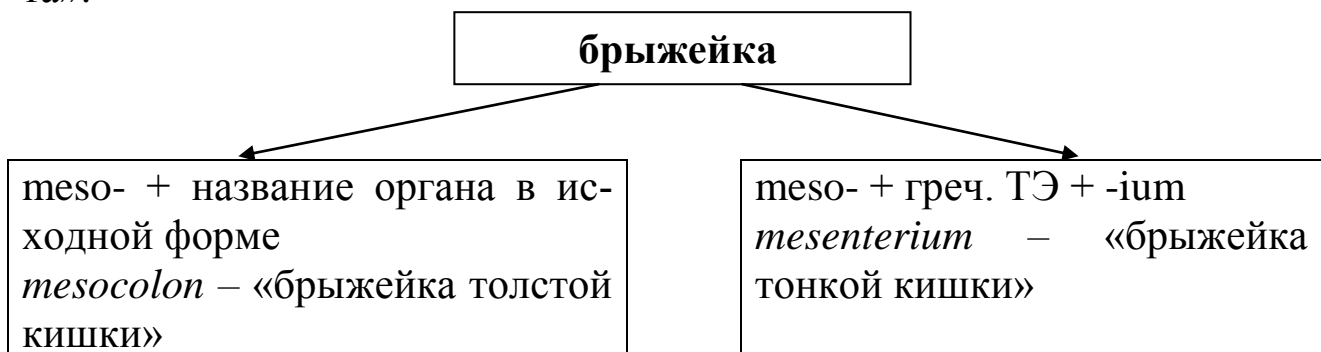 брыжейка
meso- + название органа в ис-
ходной форме
mesocolon – «брыжейка толстой
кишки»
meso- + греч. ТЭ + -ium
mesenterium – «брыжейка
тонкой кишки»